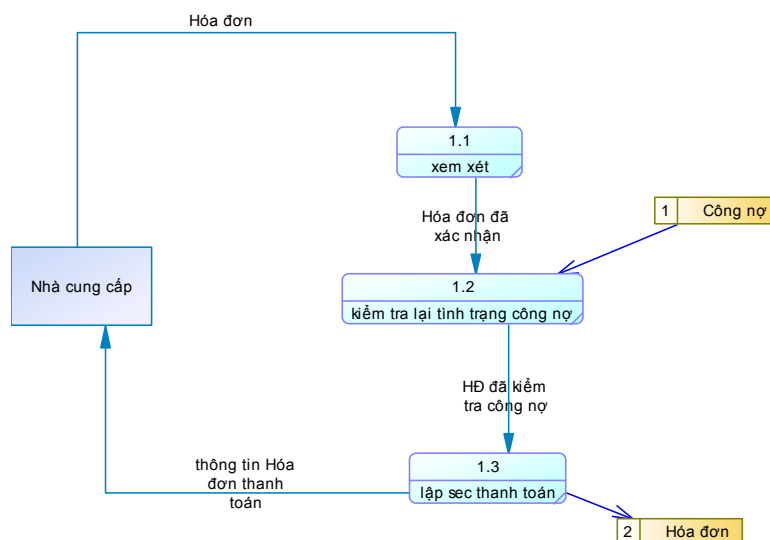 Hóa đơn
1.1
xem xét
Hóa đơn đã
xác nhận
1 Công nợ
Nhà cung cấp
1.2
kiểm tra lại tình trạng công nợ
HĐ đã kiểm
tra công nợ
1.3
lập sec thanh toán
thông tin Hóa
đơn thanh
toán
2 Hóa đơn